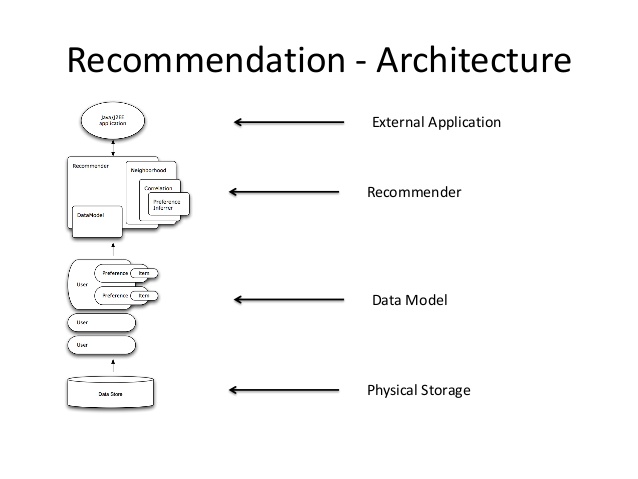 Recommendation - Architecture
Java/J2EE
application
External Application
Recommender
Neighborhood
Correlation
Preference
Inferrer
DataModel
Recommender
User
Preference
Item
Preference
Item
User
User
Data Model
Data Store
Physical Storage